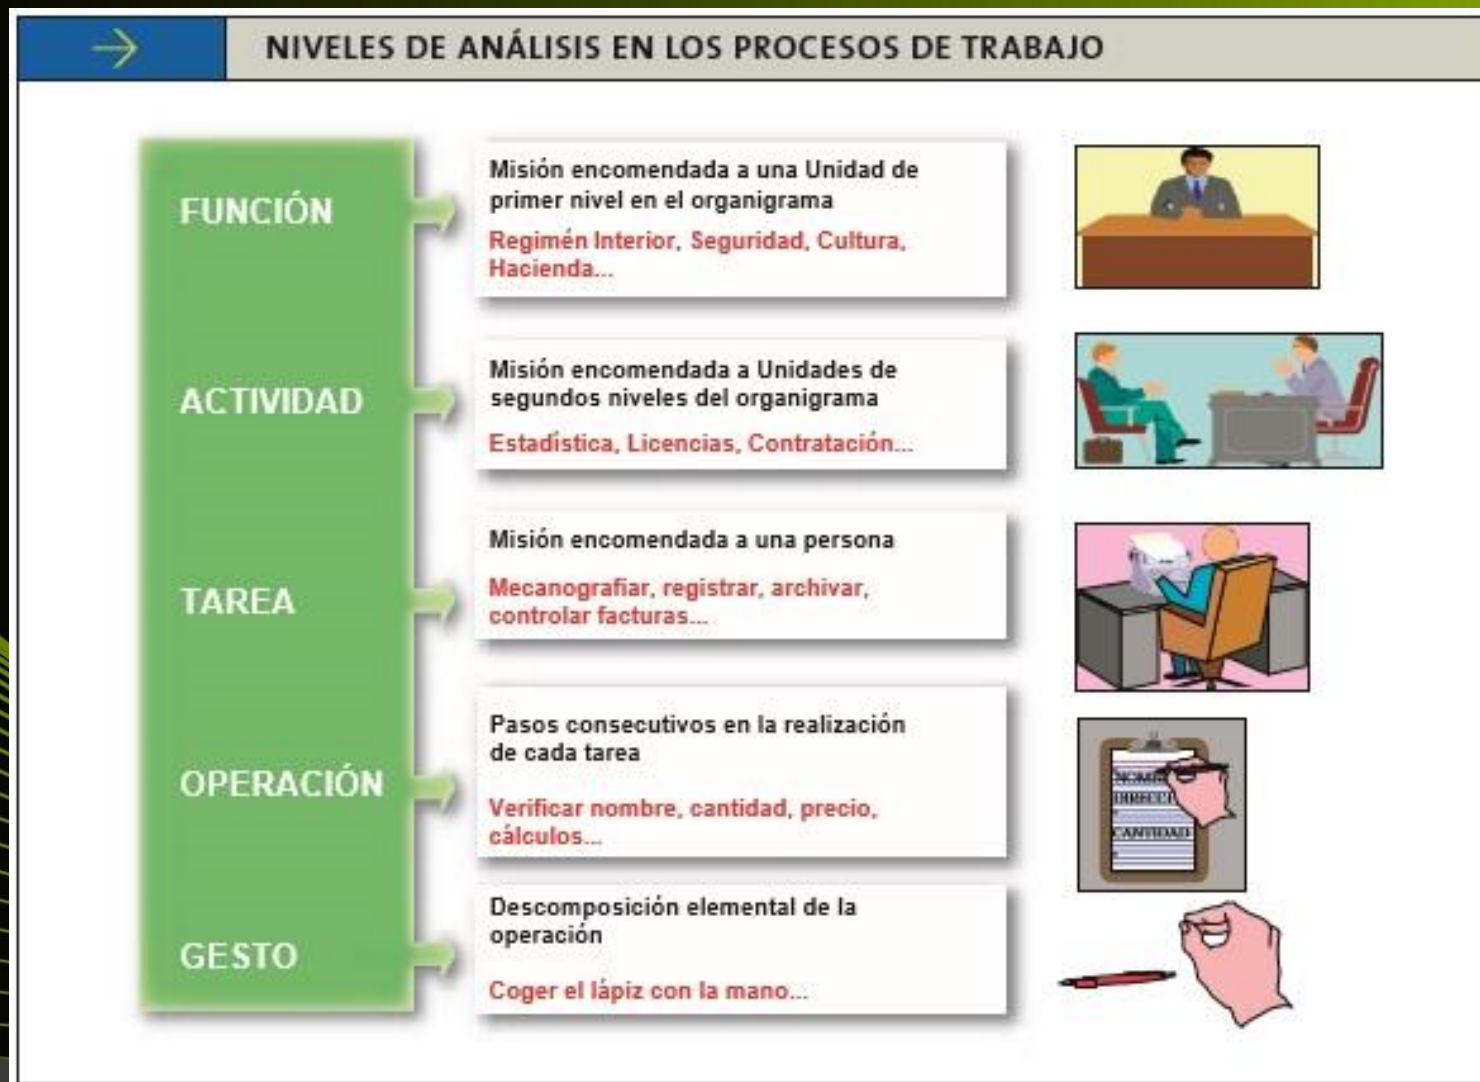 NIVELES DE ANÁLISIS EN LOS PROCESOS DE TRABAJO
FUNCIÓN
Misión encomendada a una Unidad de
primer nivel en el organigrama
Regimén Interior, Seguridad, Cultura,
Hacienda...
ACTIVIDAD
Misión encomendada a Unidades de
segundos niveles del organigrama
Estadística, Licencias, Contratación...
TAREA
Misión encomendada a una persona
Mecanografiar, registrar, archivar,
controlar facturas...
OPERACIÓN
Pasos consecutivos en la realización
de cada tarea
Verificar nombre, cantidad, precio,
cálculos...
NOM
DIRECC
CANTIDAD
GESTO
Descomposición elemental de la
operación
Coger el lápiz con la mano...